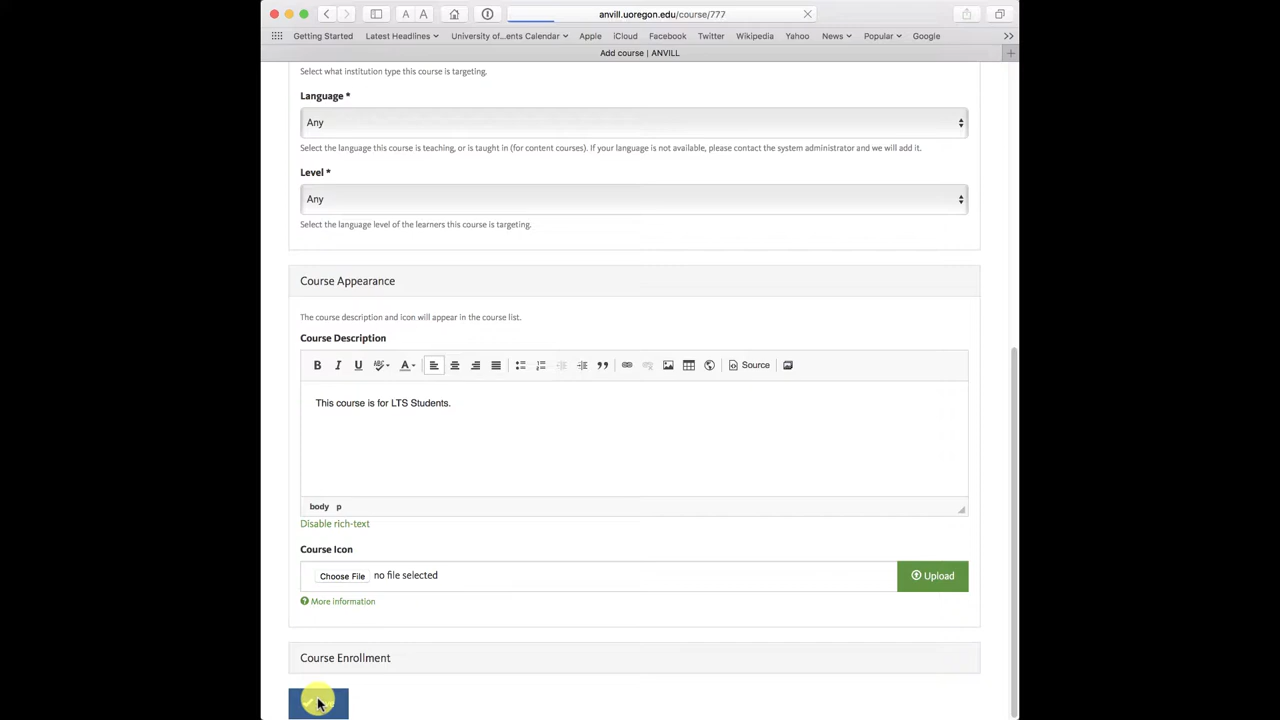 anvill.uoregon.edu/course/777
A A
Getting Started Latest Headlines University of...ents Calendar Apple iCloud Facebook Twitter Wikipedia Yahoo News Popular Google
Add course | ANVILL
Select what institution type this course is targeting.
Language *
Any
Select the language this course is teaching, or is taught in (for content courses). If your language is not available, please contact the system administrator and we will add it.
Level *
Any
Select the language level of the learners this course is targeting.
Course Appearance
The course description and icon will appear in the course list.
Course Description
B I U ABC A Source
This course is for LTS Students.
body p
Disable rich-text
Course Icon
Choose File no file selected Upload
More information
Course Enrollment